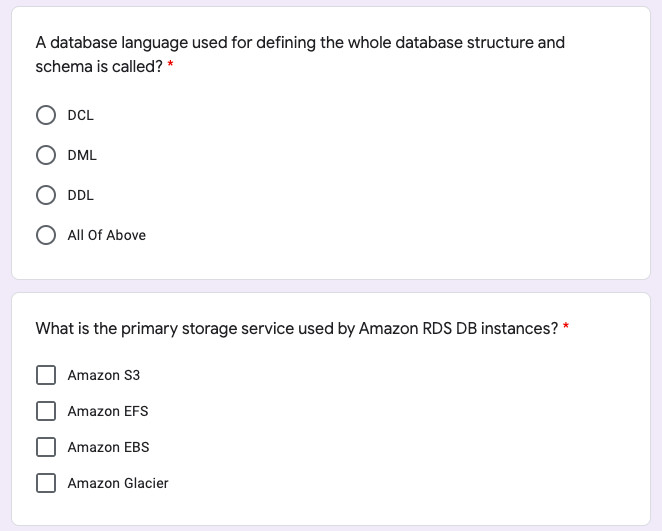 A database language used for defining the whole database structure and
schema is called? *
DCL
DML
DDL
All Of Above
What is the primary storage service used by Amazon RDS DB instances? *
Amazon S3
Amazon EFS
Amazon EBS
Amazon Glacier